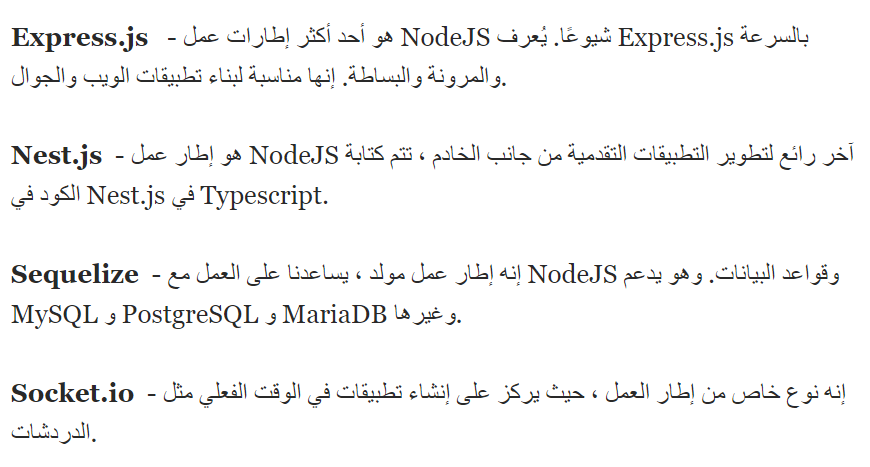 Express.js - هو أحد أكثر إطارات عمل NodeJS شيوعًا. يُعرف Express.js بالسرعة
والمرونة والبساطة. إنها مناسبة لبناء تطبيقات الويب والجوال.
Nest.js - هو إطار عمل NodeJS آخر رائع لتطوير التطبيقات التقدمية من جانب الخادم ، تتم كتابة
الكود في Nest.js في Typescript.
Sequelize - إنه إطار عمل مولد ، يساعدنا على العمل مع NodeJS وقواعد البيانات. وهو يدعم
MySQL و PostgreSQL و MariaDB وغيرها.
Socket.io - إنه نوع خاص من إطار العمل ، حيث يركز على إنشاء تطبيقات في الوقت الفعلي مثل
الدردشات.